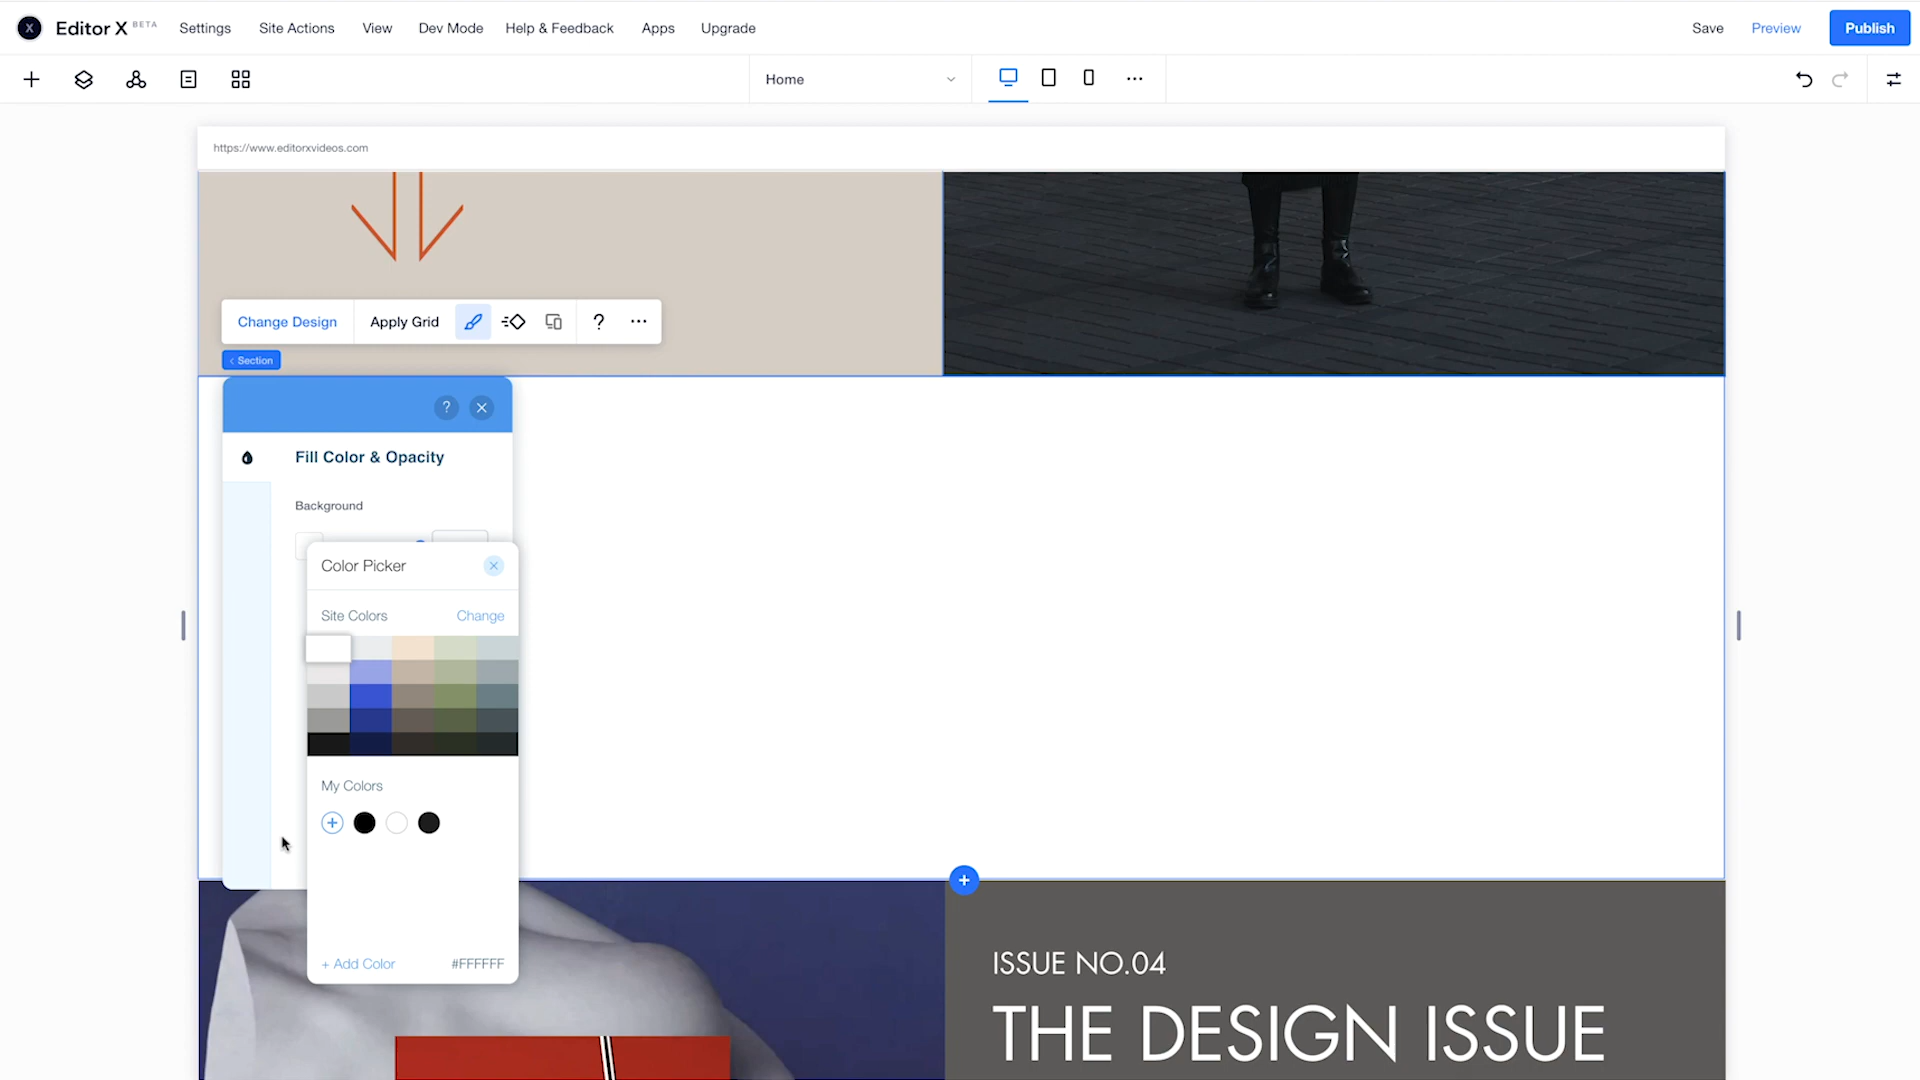 Editor X BETA Settings Site Actions View Dev Mode Help & Feedback Apps Upgrade Save Preview Publish
Home
https://www.editorxvideos.com
Change Design Apply Grid ?
< Section
?
Fill Color & Opacity
Background
Color Picker
Site Colors Change
My Colors
+ Add Color #FFFFFF
ISSUE NO.04
THE DESIGN ISSUE